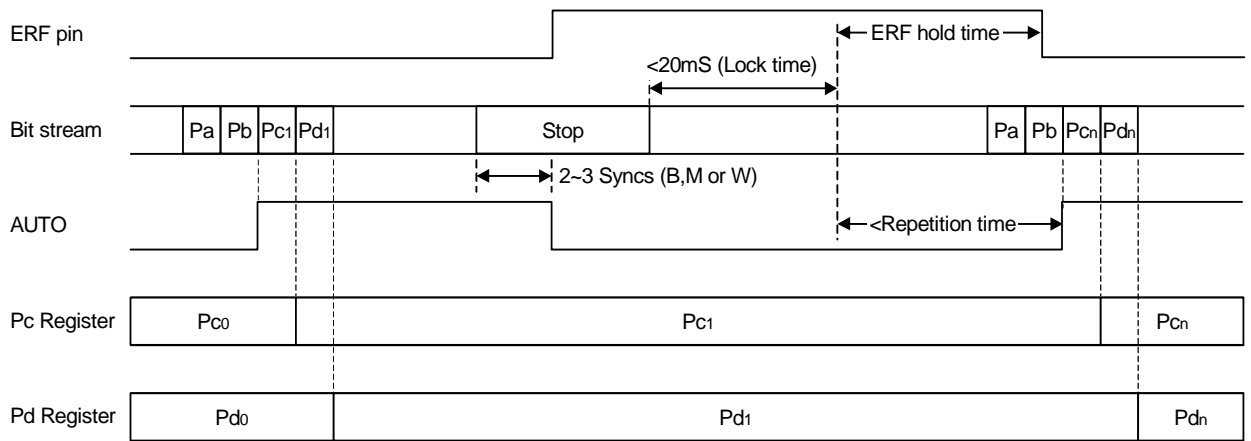 ERF pin
ERF hold time
<20mS (Lock time)
Bit stream
Pa Pb Pc1 Pd1 Stop Pa Pb Pcn Pdn
2~3 Syncs (B,M or W)
AUTO
<Repetition time
Pc Register Pc0 Pc1 Pcn
Pd Register Pd0 Pd1 Pdn